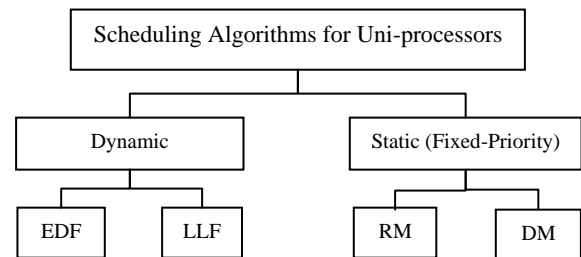 Scheduling Algorithms for Uni-processors
Dynamic
Static (Fixed-Priority)
EDF
LLF
RM
DM